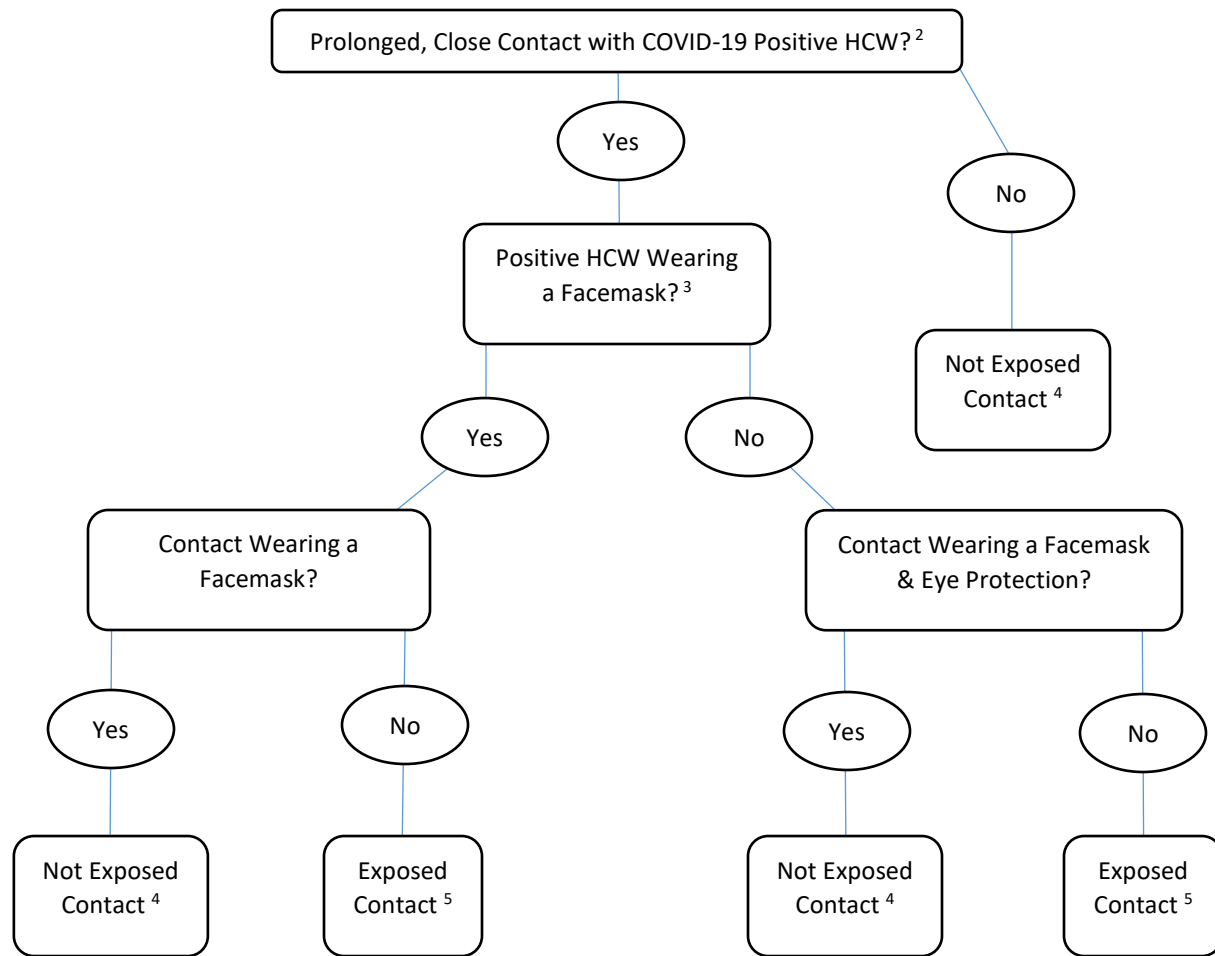 Prolonged, Close Contact with COVID-19 Positive HCW? 2
Yes
No
Positive HCW Wearing
a Facemask? 3
Not Exposed
Contact 4
Yes
No
Contact Wearing a
Facemask?
Contact Wearing a Facemask
& Eye Protection?
Yes
No
Yes
No
Not Exposed
Contact 4
Exposed
Contact 5
Not Exposed
Contact 4
Exposed
Contact 5